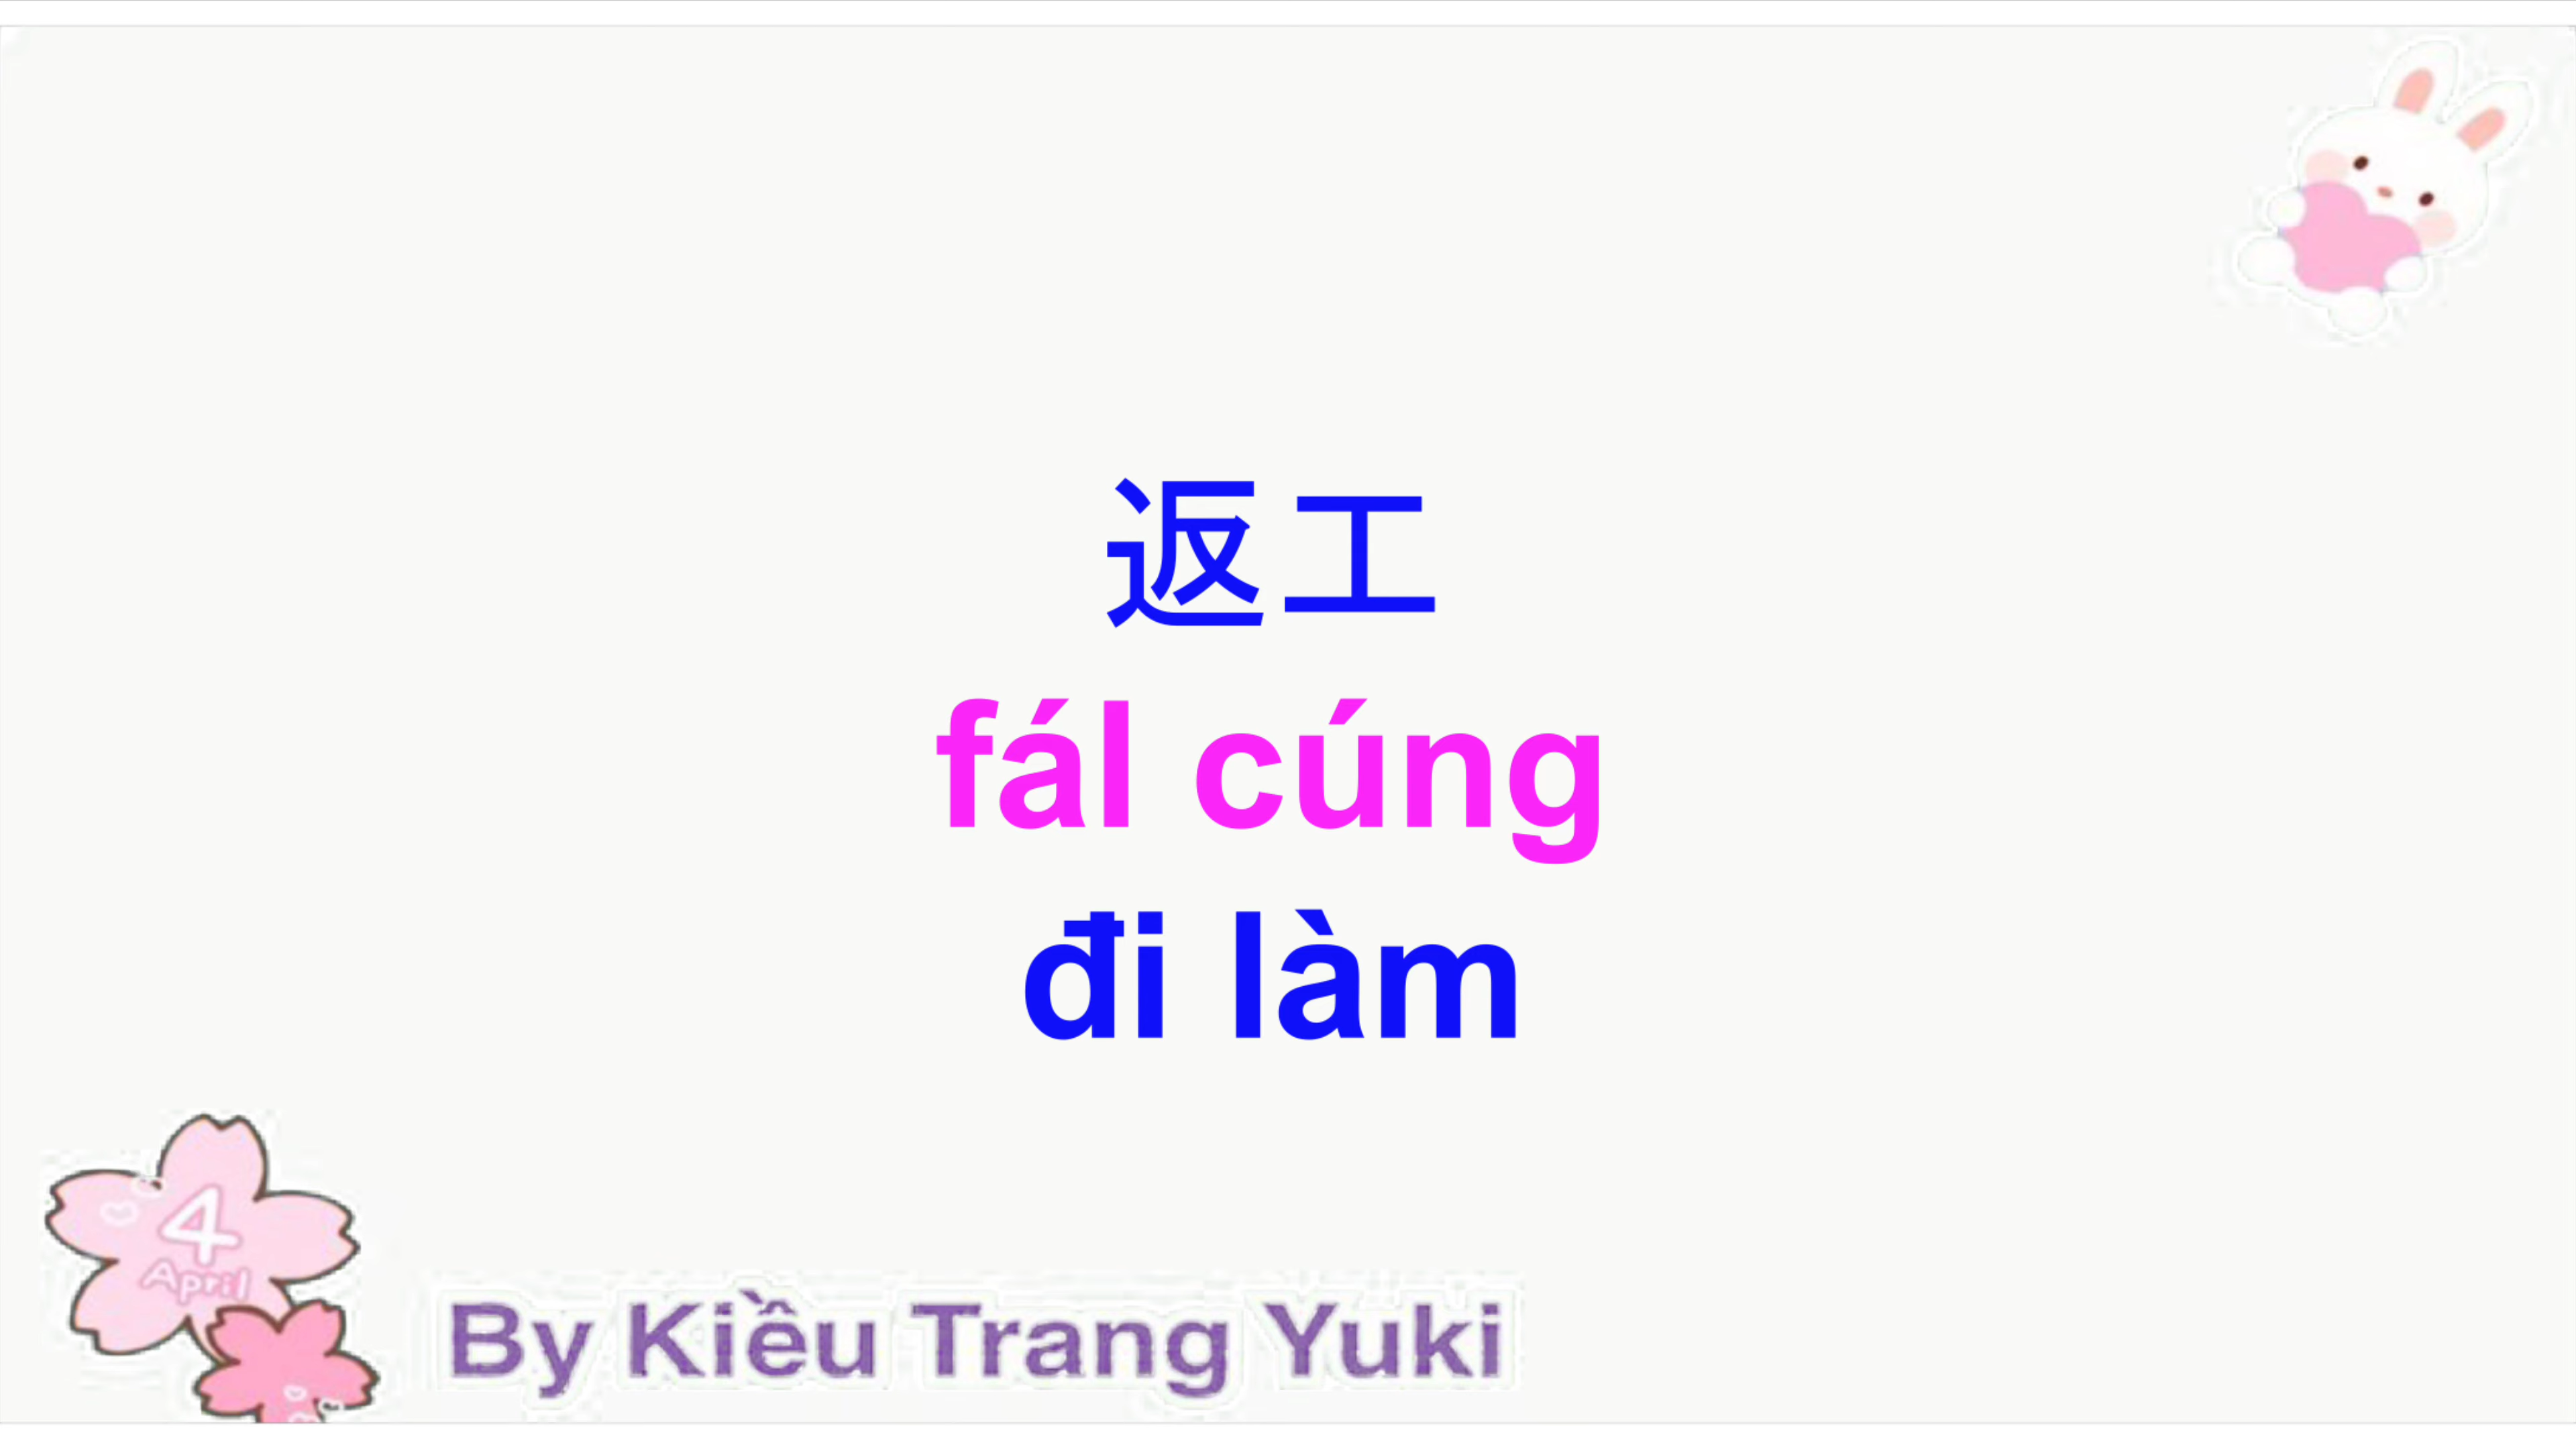 返工
fál cúng
đi làm
4
April
By Kiều Trang Yuki